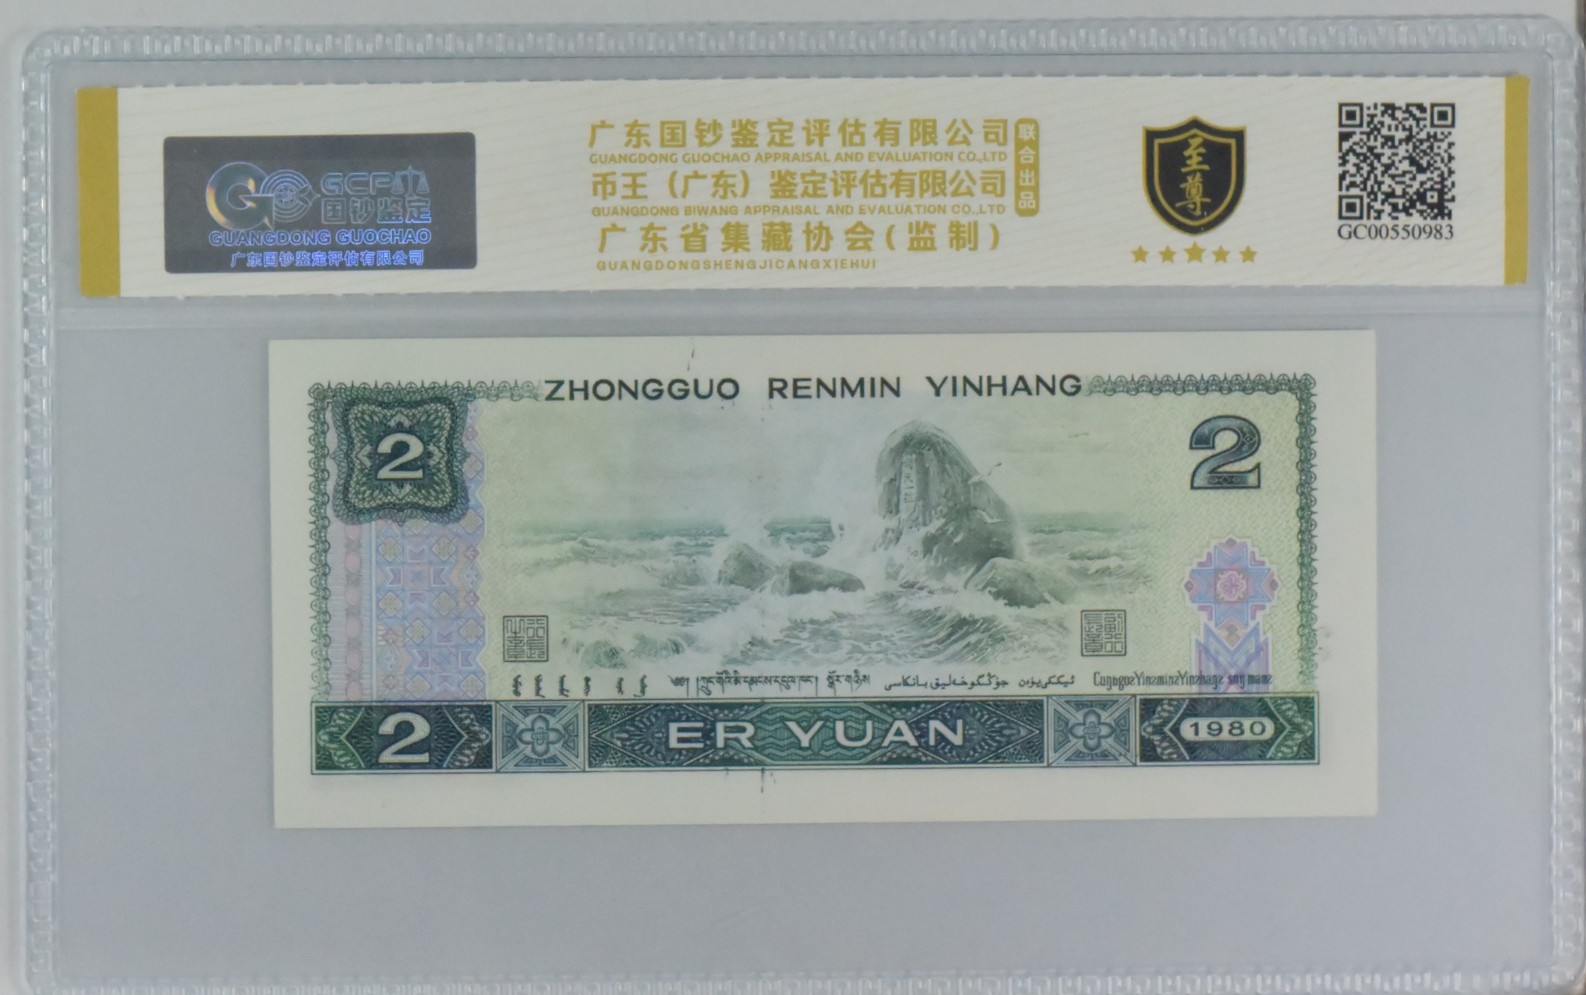 GCP
国钞鉴定
GUANGDONG GUOCHAO
广东国钞鉴定评估有限公司
广东国钞鉴定评估有限公司
GUANGDONG GUOCHAO APPRAISAL AND EVALUATION CO.,LTD
币王（广东）鉴定评估有限公司
GUANGDONG BIWANG APPRAISAL AND EVALUATION CO.,LTD
广东省集藏协会(监制)
GUANGDONGSHENGJICANGXIEHUI
联合出品
至尊
GC00550983
ZHONGGUO RENMIN YINHANG
2
2
2
ER YUAN
1980